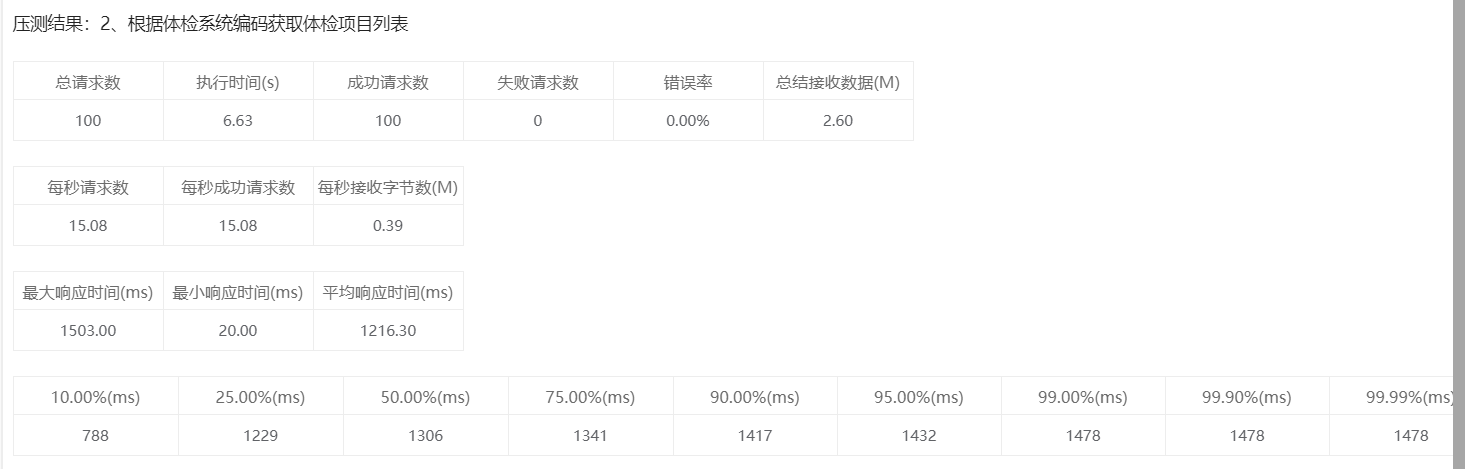 压测结果：2、根据体检系统编码获取体检项目列表
总请求数 执行时间(s) 成功请求数 失败请求数 错误率 总结接收数据(M)
100 6.63 100 0 0.00% 2.60
每秒请求数 每秒成功请求数 每秒接收字节数(M)
15.08 15.08 0.39
最大响应时间(ms) 最小响应时间(ms) 平均响应时间(ms)
1503.00 20.00 1216.30
10.00%(ms) 25.00%(ms) 50.00%(ms) 75.00%(ms) 90.00%(ms) 95.00%(ms) 99.00%(ms) 99.90%(ms) 99.99%(ms)
788 1229 1306 1341 1417 1432 1478 1478 1478